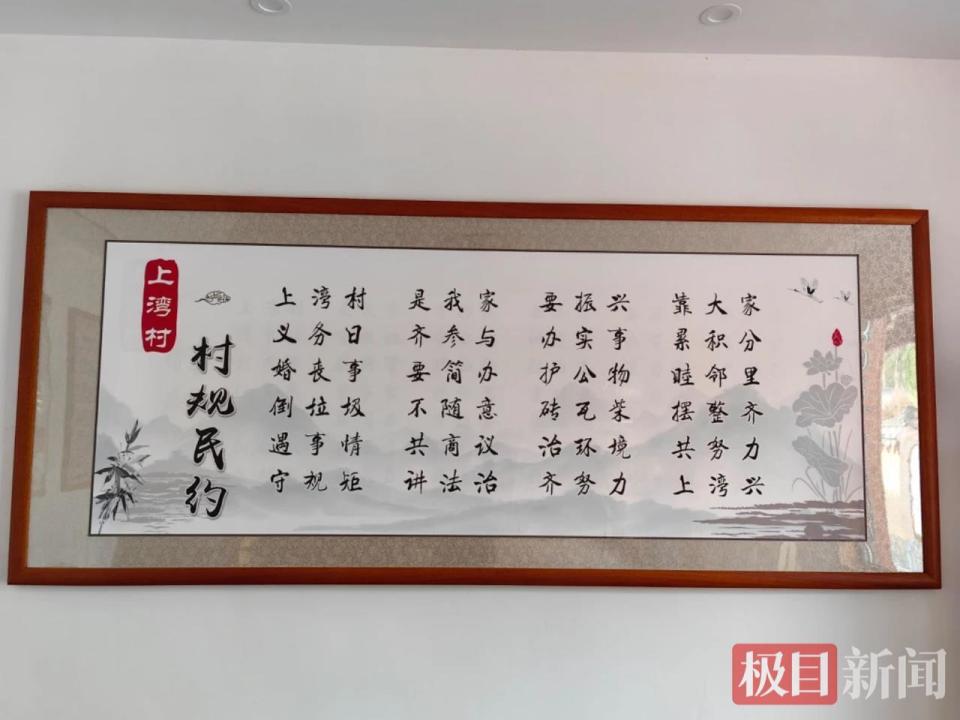 上湾村
村规民约
上湾村 是我家 要振兴 靠大家
义务日 齐参与 办实事 累积分
婚丧事 要简办 护公物 睦邻里
倒垃圾 不随意 砖瓦柴 摆整齐
遇事情 共商议 治环境 共努力
守规矩 讲法治 齐努力 上湾兴
极目新闻